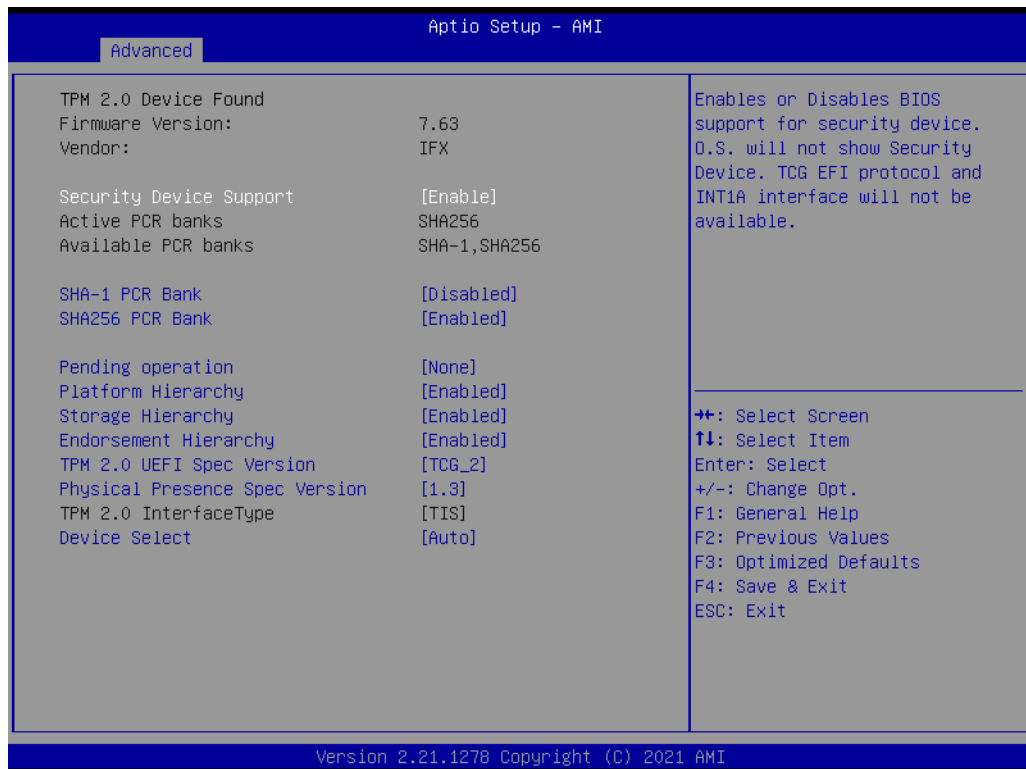 Aptio Setup - AMI
Advanced
TPM 2.0 Device Found
Firmware Version: 7.63
Vendor: IFX
Security Device Support [Enable]
Active PCR banks SHA256
Available PCR banks SHA-1,SHA256
SHA-1 PCR Bank [Disabled]
SHA256 PCR Bank [Enabled]
Pending operation [None]
Platform Hierarchy [Enabled]
Storage Hierarchy [Enabled]
Endorsement Hierarchy [Enabled]
TPM 2.0 UEFI Spec Version [TCG_2]
Physical Presence Spec Version [1.3]
TPM 2.0 InterfaceType [TIS]
Device Select [Auto]
Enables or Disables BIOS
support for security device.
O.S. will not show Security
Device. TCG EFI protocol and
INT1A interface will not be
available.
→←: Select Screen
↑↓: Select Item
Enter: Select
+/-: Change Opt.
F1: General Help
F2: Previous Values
F3: Optimized Defaults
F4: Save & Exit
ESC: Exit
Version 2.21.1278 Copyright (C) 2021 AMI